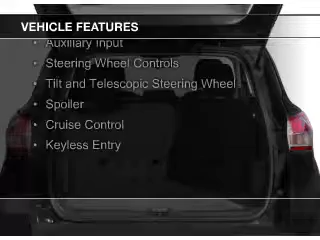 VEHICLE FEATURES
• Auxiliary Input
• Steering Wheel Controls
• Tilt and Telescopic Steering Wheel
• Spoiler
• Cruise Control
• Keyless Entry